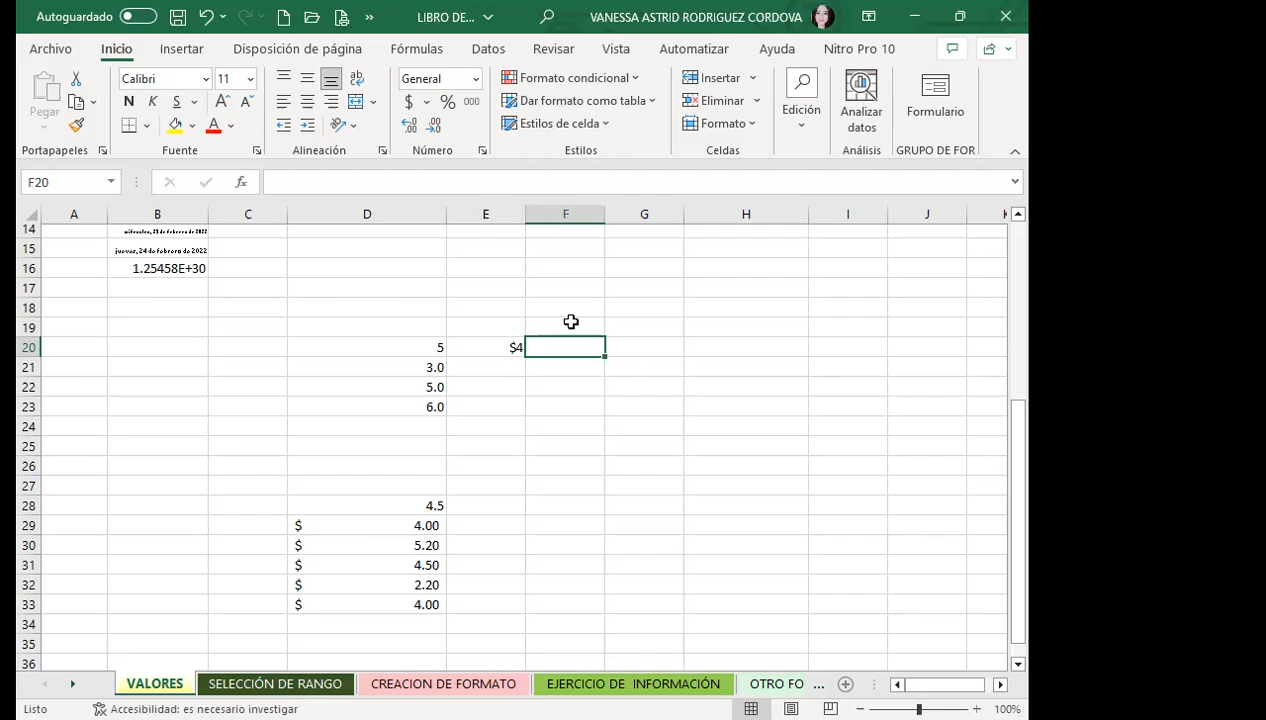 Autoguardado LIBRO DE... VANESSA ASTRID RODRIGUEZ CORDOVA
Archivo Inicio Insertar Disposición de página Fórmulas Datos Revisar Vista Automatizar Ayuda Nitro Pro 10
Pegar
Calibri 11
N K S
General
$ % 000
Formato condicional
Dar formato como tabla
Estilos de celda
Insertar
Eliminar
Formato
Edición
Analizar datos
Formulario
Portapapeles Fuente Alineación Número Estilos Celdas Análisis GRUPO DE FOR
F20 fx
A B C D E F G H I J K
14 miércoles, 23 de febrero de 2022
15 jueves, 24 de febrero de 2022
16 1.25458E+30
17
18
19
20 5 $4
21 3.0
22 5.0
23 6.0
24
25
26
27
28 4.5
29 $ 4.00
30 $ 5.20
31 $ 4.50
32 $ 2.20
33 $ 4.00
34
35
36
VALORES SELECCIÓN DE RANGO CREACION DE FORMATO EJERCICIO DE INFORMACIÓN OTRO FO ...
Listo Accesibilidad: es necesario investigar 100%